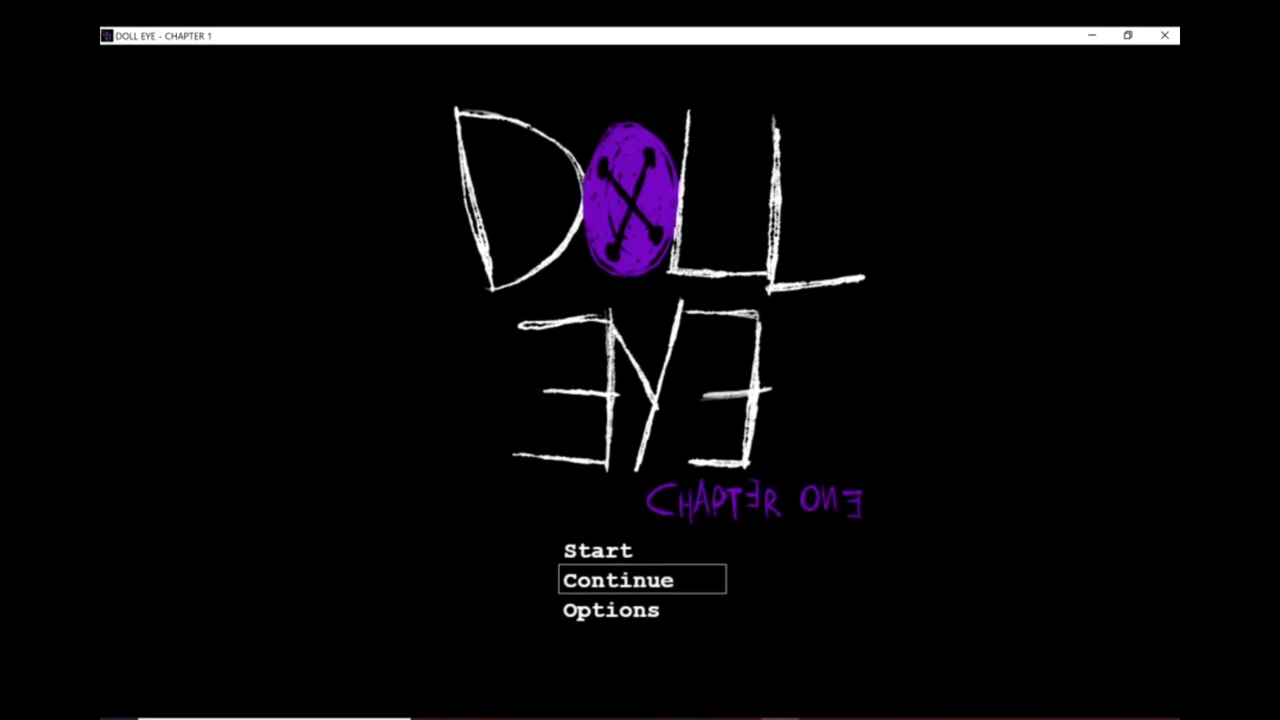 DOLL EYE - CHAPTER 1
DOLL
EYE
CHAPTER ONE
Start
Continue
Options